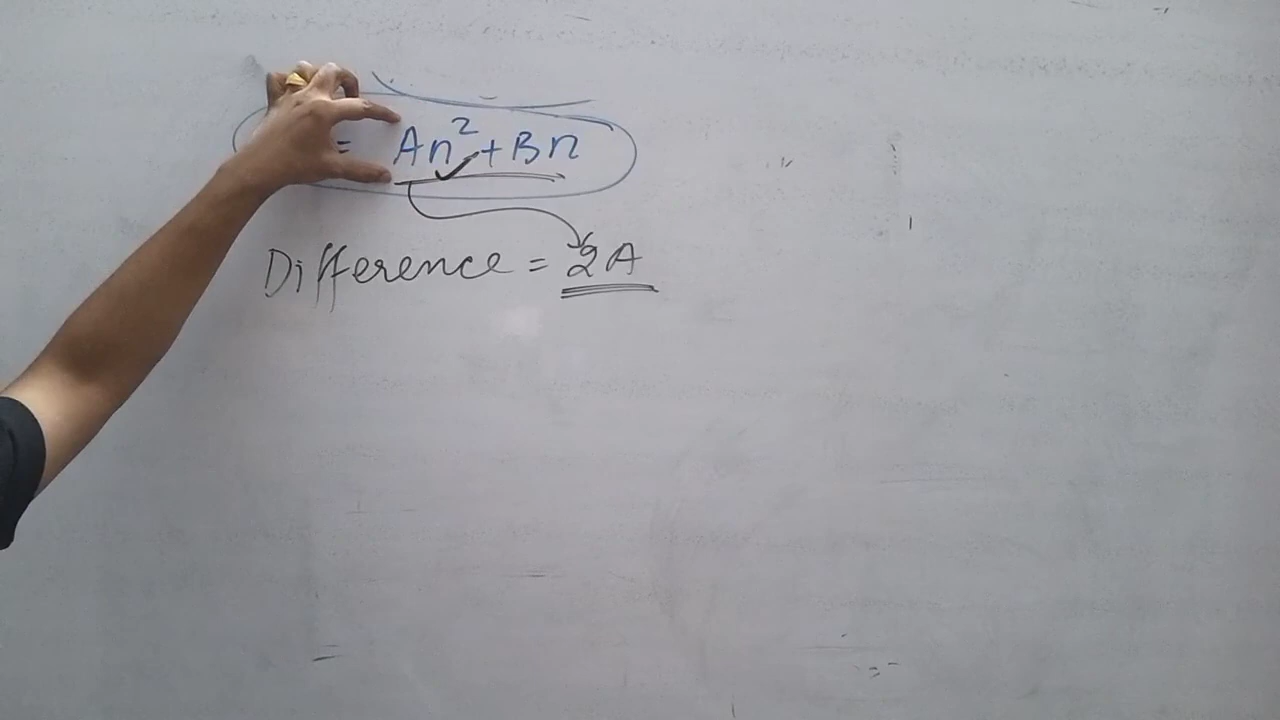 = An²+Bn
Difference = 2A